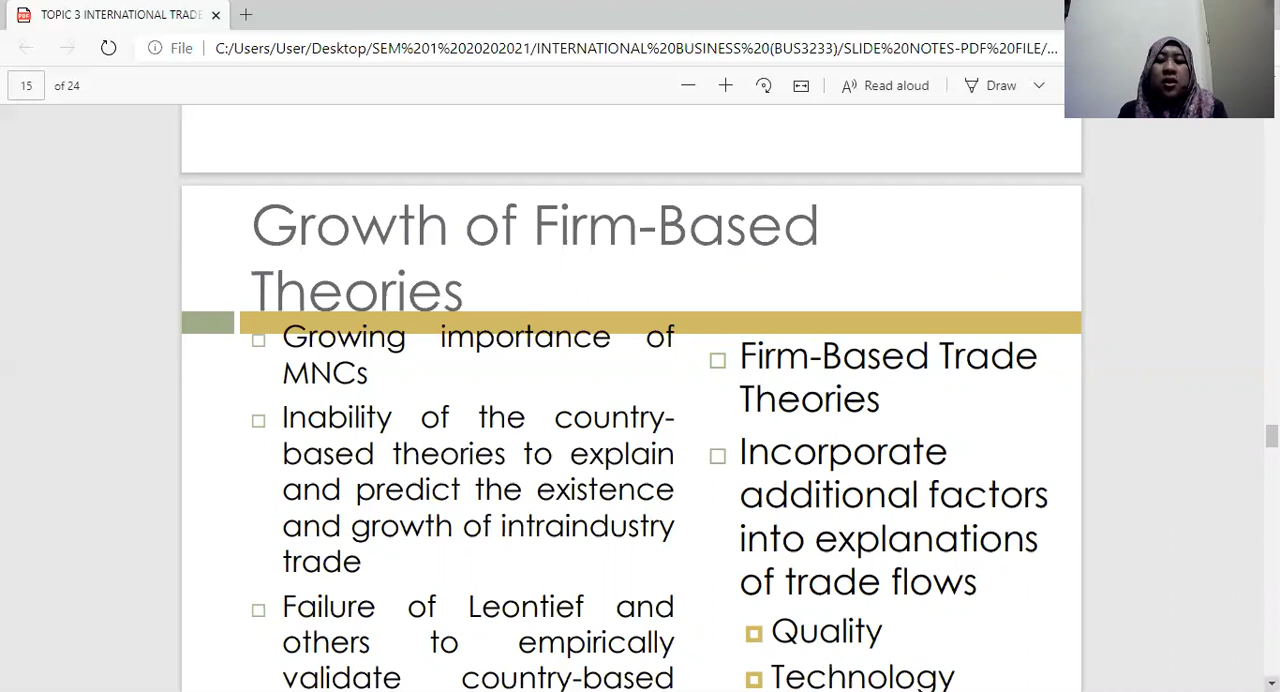 TOPIC 3 INTERNATIONAL TRADE
File
C:/Users/User/Desktop/SEM%201%2020202021/INTERNATIONAL%20BUSINESS%20(BUS3233)/SLIDE%20NOTES-PDF%20FILE/...
15 of 24
Read aloud
Draw
Growth of Firm-Based
Theories
Growing importance of
MNCs
Inability of the country-
based theories to explain
and predict the existence
and growth of intraindustry
trade
Failure of Leontief and
others to empirically
validate country-based
Firm-Based Trade
Theories
Incorporate
additional factors
into explanations
of trade flows
Quality
Technology